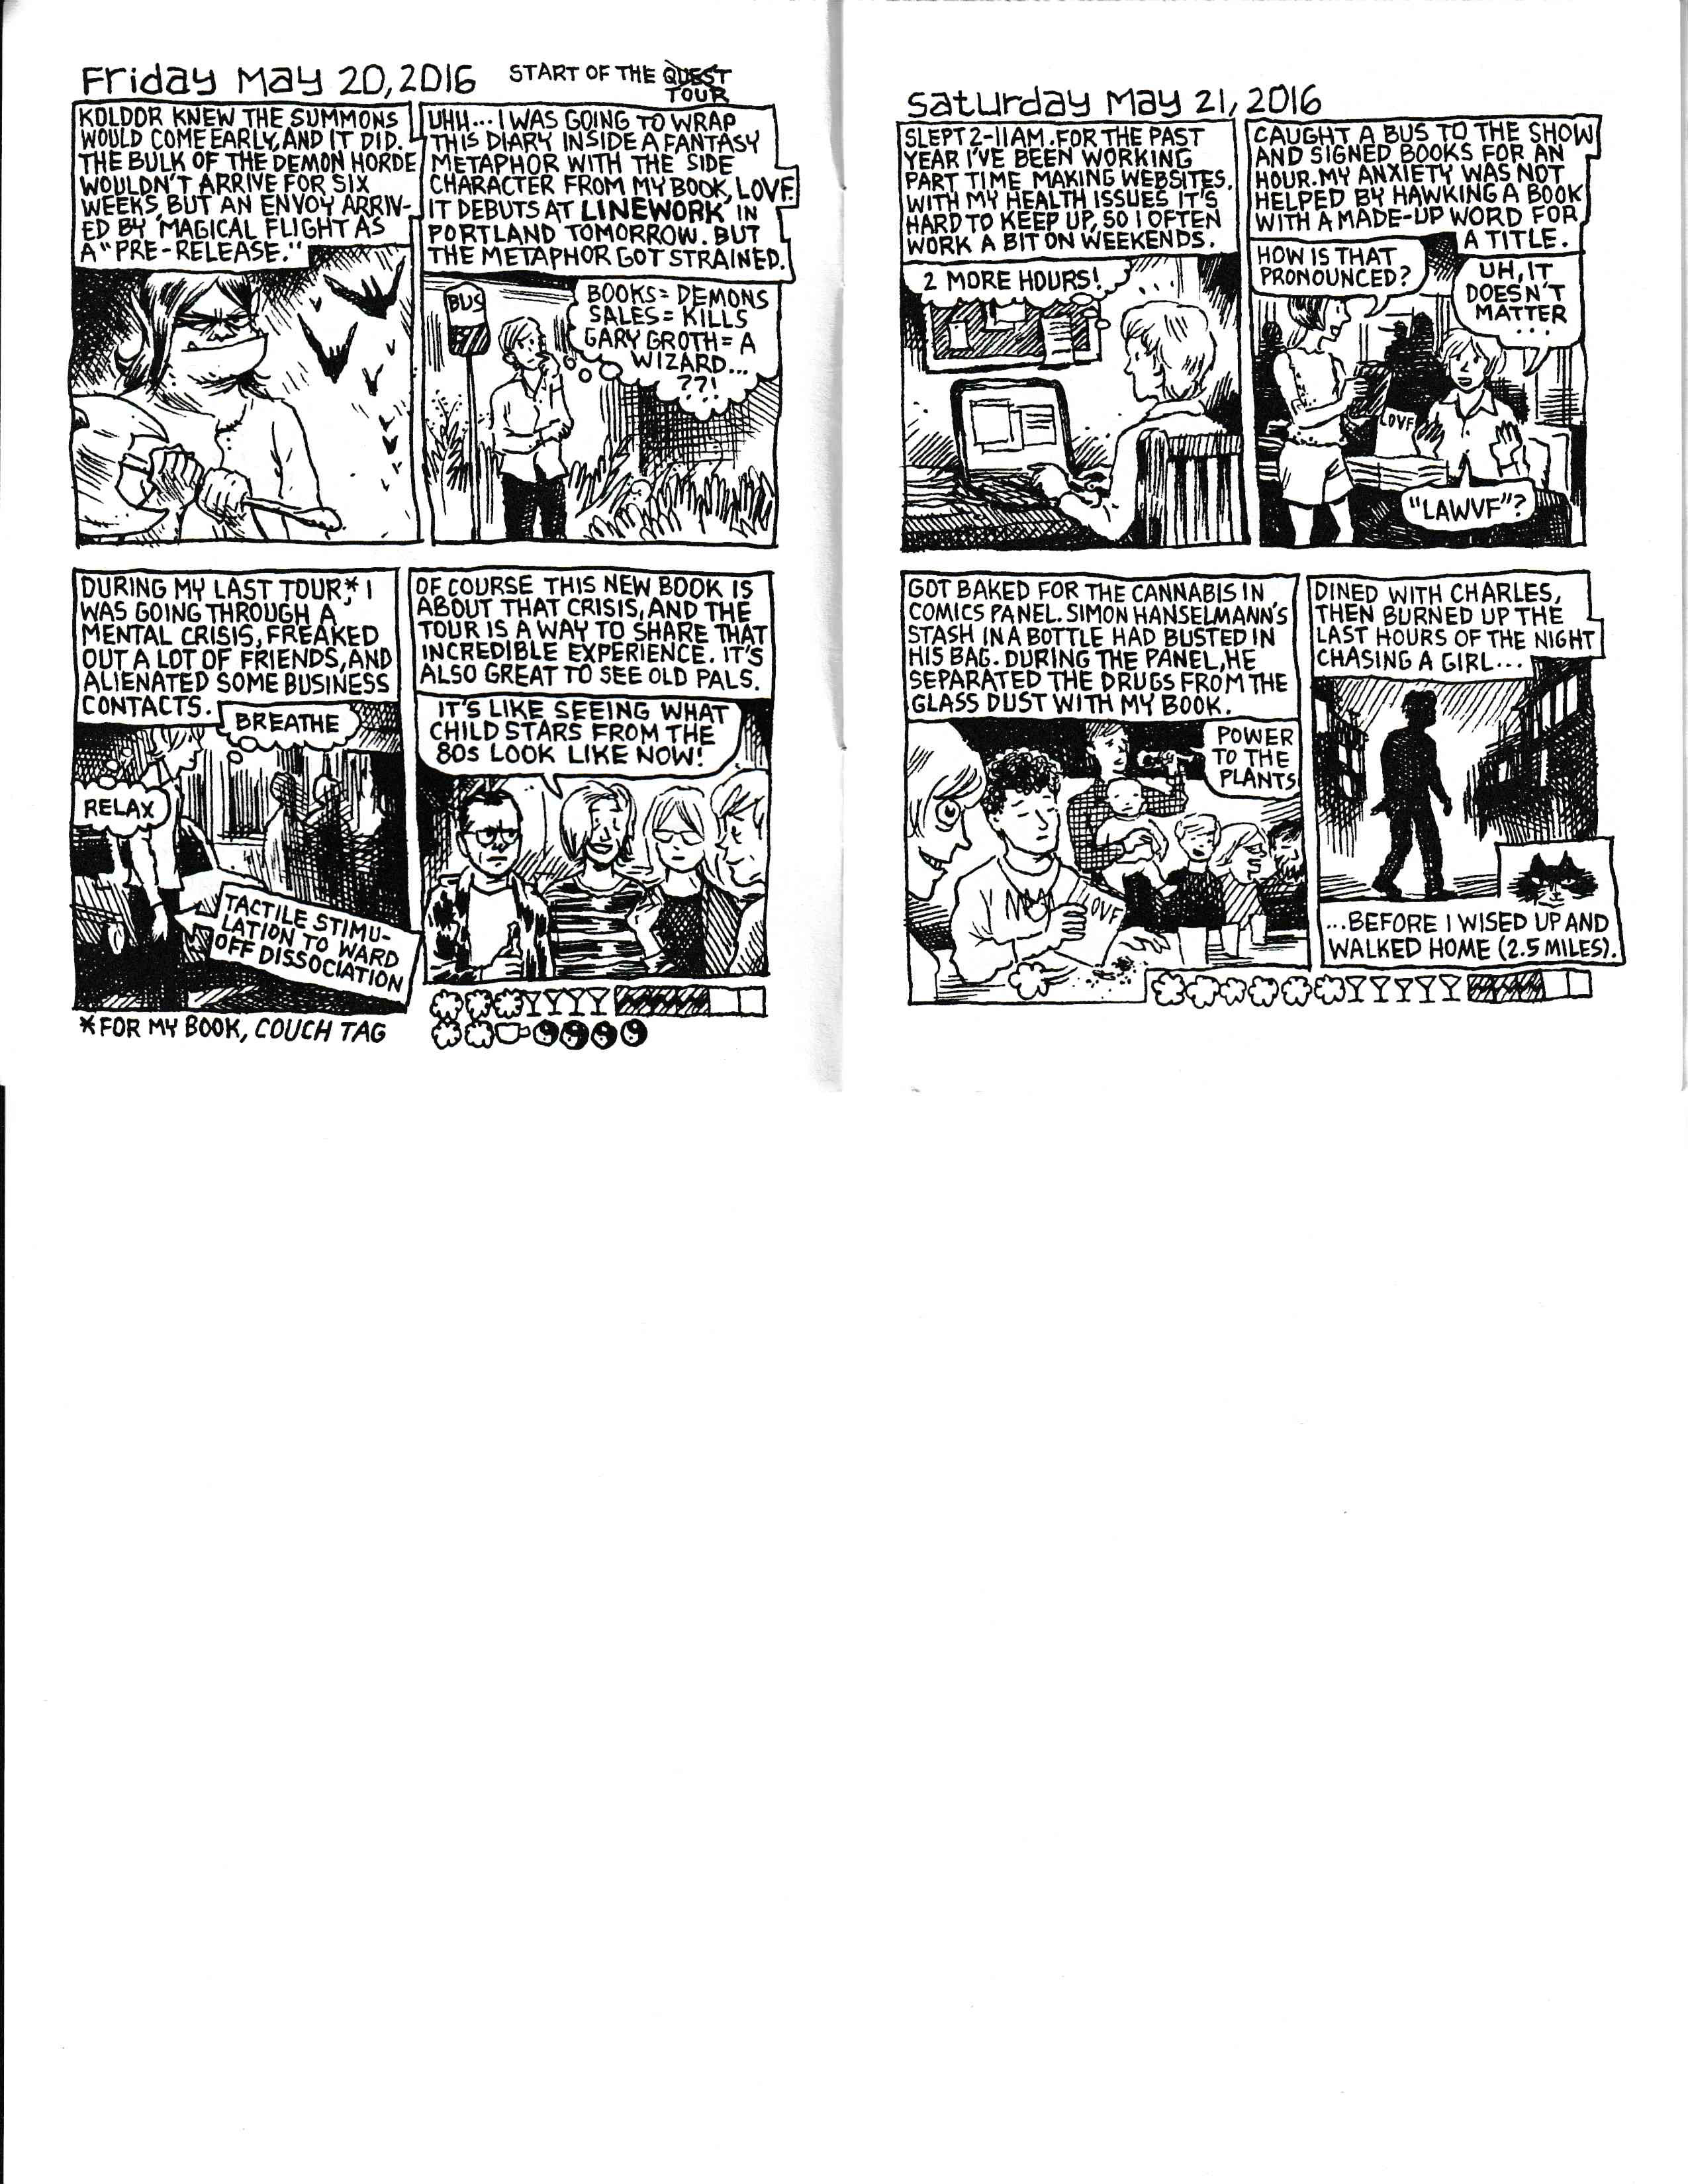 Friday May 20, 2016
START OF THE QUEST
TOUR
KOLDOR KNEW THE SUMMONS
WOULD COME EARLY, AND IT DID.
THE BULK OF THE DEMON HORDE
WOULDN'T ARRIVE FOR SIX
WEEKS, BUT AN ENVOY ARRIV-
ED BY MAGICAL FLIGHT AS
A "PRE-RELEASE."
UHH... I WAS GOING TO WRAP
THIS DIARY INSIDE A FANTASY
METAPHOR WITH THE SIDE
CHARACTER FROM MY BOOK, LOVF.
IT DEBUTS AT LINEWORK IN
PORTLAND TOMORROW. BUT
THE METAPHOR GOT STRAINED.
BUS
BOOKS = DEMONS
SALES = KILLS
GARY GROTH = A
WIZARD...
??!
DURING MY LAST TOUR,* I
WAS GOING THROUGH A
MENTAL CRISIS, FREAKED
OUT A LOT OF FRIENDS, AND
ALIENATED SOME BUSINESS
CONTACTS.
BREATHE
RELAX
TACTILE STIMU-
LATION TO WARD
OFF DISSOCIATION
*FOR MY BOOK, COUCH TAG
OF COURSE THIS NEW BOOK IS
ABOUT THAT CRISIS, AND THE
TOUR IS A WAY TO SHARE THAT
INCREDIBLE EXPERIENCE. IT'S
ALSO GREAT TO SEE OLD PALS.
IT'S LIKE SEEING WHAT
CHILD STARS FROM THE
80s LOOK LIKE NOW!
Saturday May 21, 2016
SLEPT 2-11AM. FOR THE PAST
YEAR I'VE BEEN WORKING
PART TIME MAKING WEBSITES.
WITH MY HEALTH ISSUES IT'S
HARD TO KEEP UP, SO I OFTEN
WORK A BIT ON WEEKENDS.
2 MORE HOURS!
CAUGHT A BUS TO THE SHOW
AND SIGNED BOOKS FOR AN
HOUR. MY ANXIETY WAS NOT
HELPED BY HAWKING A BOOK
WITH A MADE-UP WORD FOR
A TITLE.
HOW IS THAT
PRONOUNCED?
UH, IT
DOESN'T
MATTER
...
LOVF
"LAWVF"?
GOT BAKED FOR THE CANNABIS IN
COMICS PANEL. SIMON HANSELMANN'S
STASH IN A BOTTLE HAD BUSTED IN
HIS BAG. DURING THE PANEL, HE
SEPARATED THE DRUGS FROM THE
GLASS DUST WITH MY BOOK.
POWER
TO THE
PLANTS
LOVF
DINED WITH CHARLES,
THEN BURNED UP THE
LAST HOURS OF THE NIGHT
CHASING A GIRL...
...BEFORE I WISED UP AND
WALKED HOME (2.5 MILES).